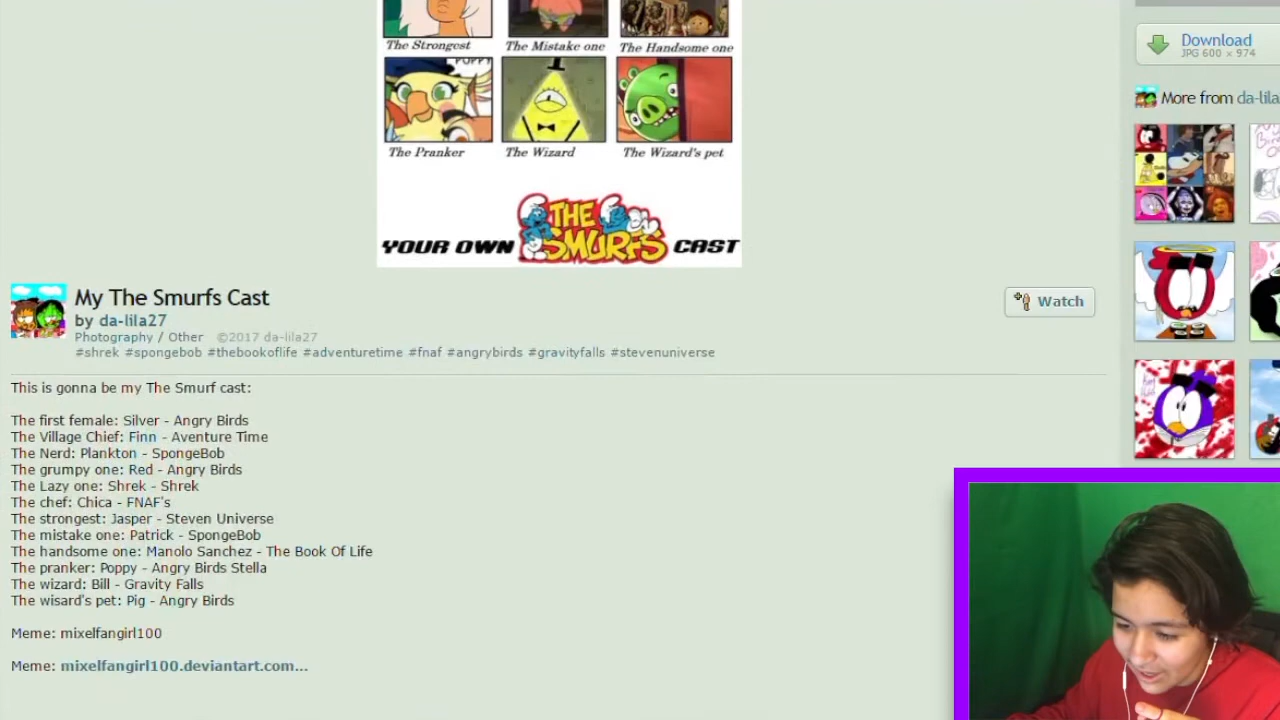 The Strongest The Mistake one The Handsome one
POPPY
The Pranker The Wizard The Wizard's pet
YOUR OWN THE SMURFS CAST
Download
JPG 600 × 974
More from da-lila
My The Smurfs Cast
Watch
by da-lila27
Photography / Other ©2017 da-lila27
#shrek #spongebob #thebookoflife #adventuretime #fnaf #angrybirds #gravityfalls #stevenuniverse
This is gonna be my The Smurf cast:
The first female: Silver - Angry Birds
The Village Chief: Finn - Aventure Time
The Nerd: Plankton - SpongeBob
The grumpy one: Red - Angry Birds
The Lazy one: Shrek - Shrek
The chef: Chica - FNAF's
The strongest: Jasper - Steven Universe
The mistake one: Patrick - SpongeBob
The handsome one: Manolo Sanchez - The Book Of Life
The pranker: Poppy - Angry Birds Stella
The wizard: Bill - Gravity Falls
The wisard's pet: Pig - Angry Birds
Meme: mixelfangirl100
Meme: mixelfangirl100.deviantart.com...